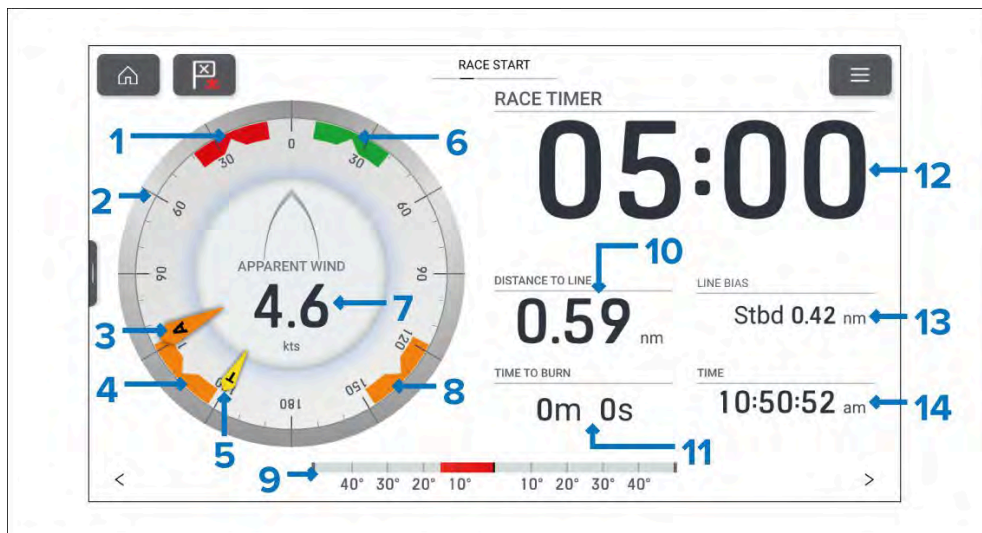 RACE START
RACE TIMER
05:00
12
1
6
2
0
30
30
60
60
90
90
120
150
180
APPARENT WIND
4.6
kts
7
3
A
4
T
5
8
10
DISTANCE TO LINE
0.59 nm
LINE BIAS
Stbd 0.42 nm
13
TIME TO BURN
0m 0s
11
TIME
10:50:52 am
14
9
<
40° 30° 20° 10° 10° 20° 30° 40°
>